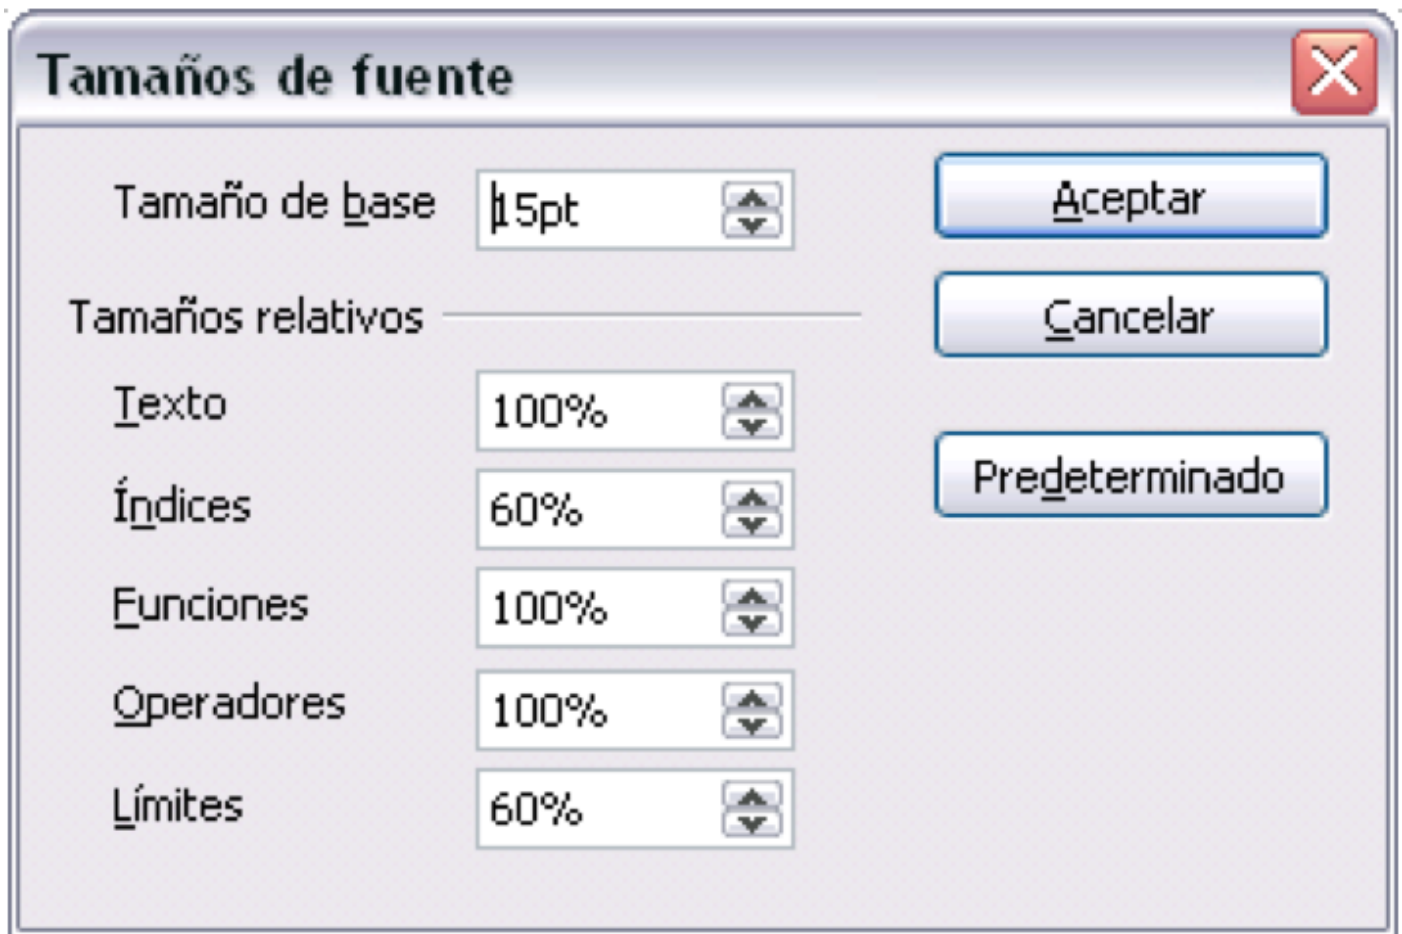 Tamaños de fuente
Tamaño de base 15pt Aceptar
Tamaños relativos Cancelar
Texto 100%
Predeterminado
Índices 60%
Funciones 100%
Operadores 100%
Límites 60%